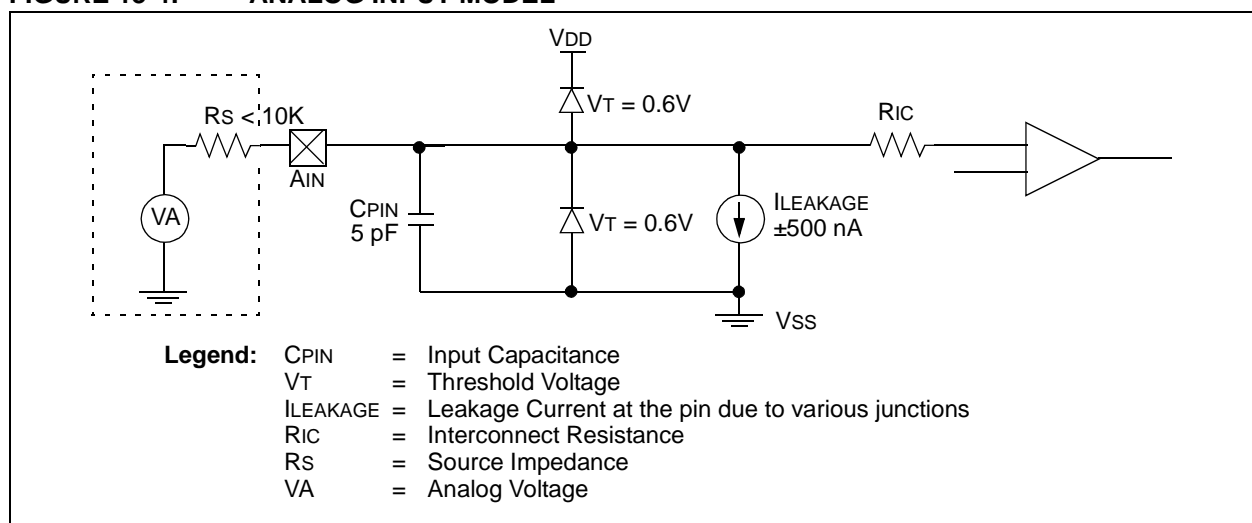 VDD
VT = 0.6V
RS < 10K
RIC
AIN
CPIN
5 pF
VA
VT = 0.6V
ILEAKAGE
±500 nA
VSS
Legend: CPIN = Input Capacitance
VT = Threshold Voltage
ILEAKAGE = Leakage Current at the pin due to various junctions
RIC = Interconnect Resistance
RS = Source Impedance
VA = Analog Voltage